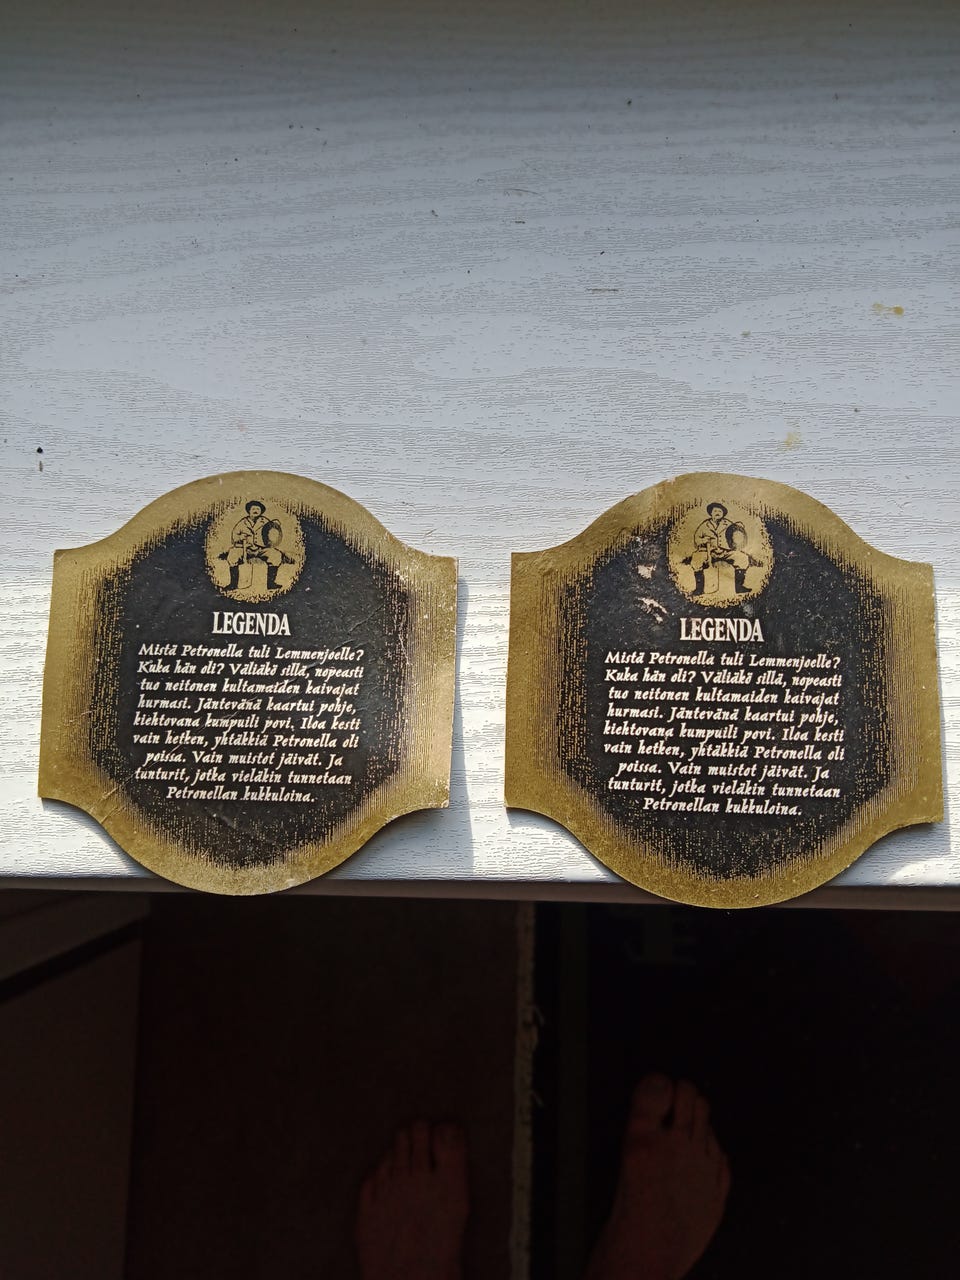 LEGENDA
Mistä Petronella tuli Lemmenjoelle?
Kuka hän oli? Väliäkö sillä, nopeasti
tuo neitonen kultamaiden kaivajat
hurmasi. Jäntevänä kaartui pohje,
kiehtovana kumpuili povi. Iloa kesti
vain hetken, yhtäkkiä Petronella oli
poissa. Vain muistot jäivät. Ja
tunturit, jotka vieläkin tunnetaan
Petronellan kukkuloina.
LEGENDA
Mistä Petronella tuli Lemmenjoelle?
Kuka hän oli? Väliäkö sillä, nopeasti
tuo neitonen kultamaiden kaivajat
hurmasi. Jäntevänä kaartui pohje,
kiehtovana kumpuili povi. Iloa kesti
vain hetken, yhtäkkiä Petronella oli
poissa. Vain muistot jäivät. Ja
tunturit, jotka vieläkin tunnetaan
Petronellan kukkuloina.